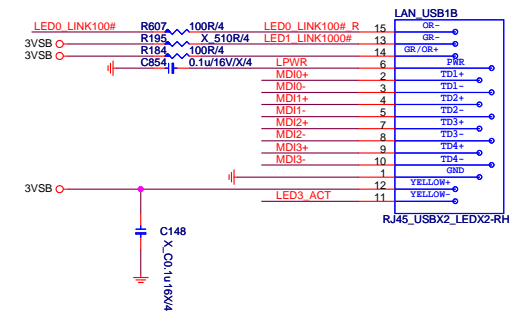 LAN_USB1B
LED0_LINK100# R607 100R/4 LED0_LINK100#_R 15 OR-
3VSB R195 X_510R/4 LED1_LINK1000# 13 GR-
3VSB R184 100R/4 14 GR/OR+
C854 0.1u/16V/X/4 LPWR 6 PWR
MDI0+ 2 TD1+
MDI0- 3 TD1-
MDI1+ 4 TD2+
MDI1- 5 TD2-
MDI2+ 7 TD3+
MDI2- 8 TD3-
MDI3+ 9 TD4+
MDI3- 10 TD4-
1 GND
3VSB 12 YELLOW+
LED3_ACT 11 YELLOW-
RJ45_USBX2_LEDX2-RH
C148
X_C0.1u16X/4